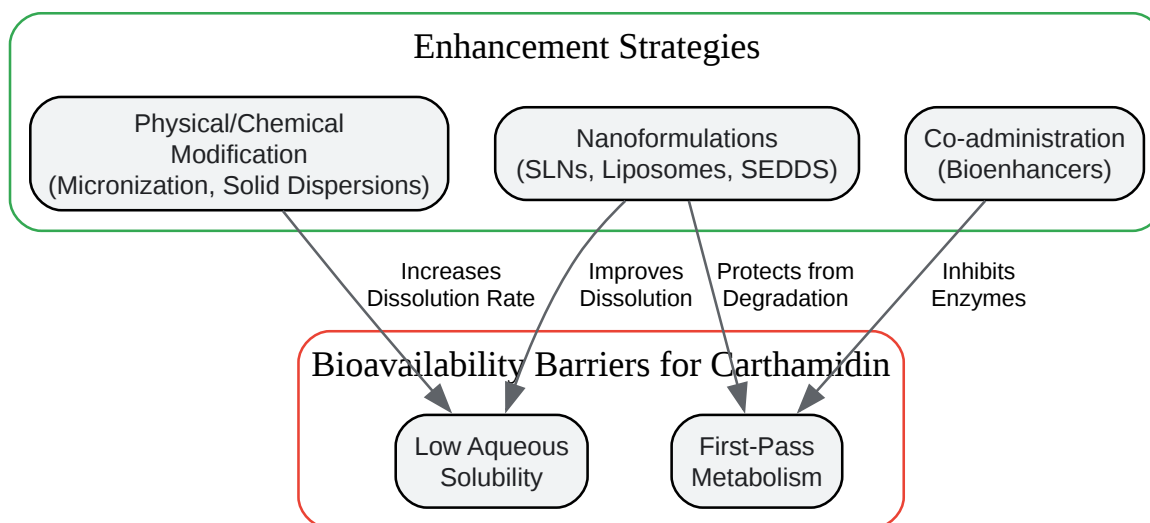 Enhancement Strategies
Physical/Chemical
Modification
(Micronization, Solid Dispersions)
Nanoformulations
(SLNs, Liposomes, SEDDS)
Co-administration
(Bioenhancers)
Increases
Dissolution Rate
Improves
Dissolution
Protects from
Degradation
Inhibits
Enzymes
Bioavailability Barriers for Carthamidin
Low Aqueous
Solubility
First-Pass
Metabolism